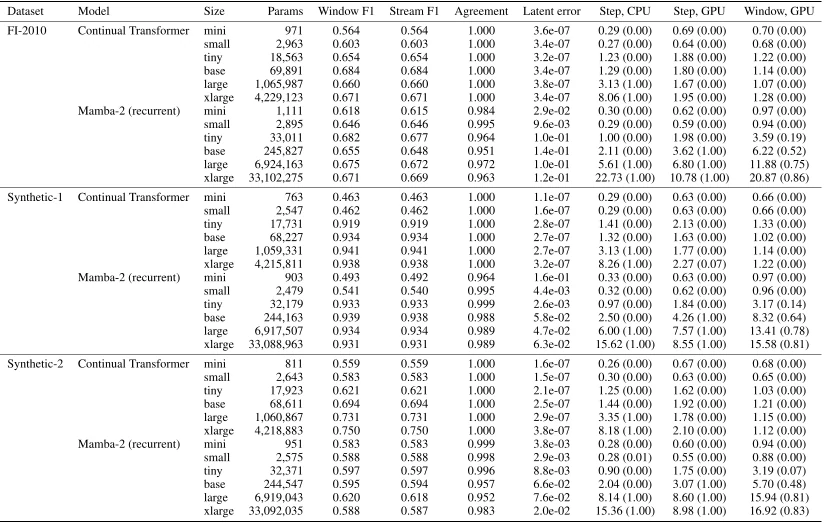 Dataset Model Size Params Window F1 Stream F1 Agreement Latent error Step, CPU Step, GPU Window, GPU
FI-2010 Continual Transformer mini 971 0.564 0.564 1.000 3.6e-07 0.29 (0.00) 0.69 (0.00) 0.70 (0.00)
small 2,963 0.603 0.603 1.000 3.4e-07 0.27 (0.00) 0.64 (0.00) 0.68 (0.00)
tiny 18,563 0.654 0.654 1.000 3.2e-07 1.23 (0.00) 1.88 (0.00) 1.22 (0.00)
base 69,891 0.684 0.684 1.000 3.4e-07 1.29 (0.00) 1.80 (0.00) 1.14 (0.00)
large 1,065,987 0.660 0.660 1.000 3.8e-07 3.13 (1.00) 1.67 (0.00) 1.07 (0.00)
xlarge 4,229,123 0.671 0.671 1.000 3.4e-07 8.06 (1.00) 1.95 (0.00) 1.28 (0.00)
Mamba-2 (recurrent) mini 1,111 0.618 0.615 0.984 2.9e-02 0.30 (0.00) 0.62 (0.00) 0.97 (0.00)
small 2,895 0.646 0.646 0.995 9.6e-03 0.29 (0.00) 0.59 (0.00) 0.94 (0.00)
tiny 33,011 0.682 0.677 0.964 1.0e-01 1.00 (0.00) 1.98 (0.00) 3.59 (0.19)
base 245,827 0.655 0.648 0.951 1.4e-01 2.11 (0.00) 3.62 (1.00) 6.22 (0.52)
large 6,924,163 0.675 0.672 0.972 1.0e-01 5.61 (1.00) 6.80 (1.00) 11.88 (0.75)
xlarge 33,102,275 0.671 0.669 0.963 1.2e-01 22.73 (1.00) 10.78 (1.00) 20.87 (0.86)
Synthetic-1 Continual Transformer mini 763 0.463 0.463 1.000 1.1e-07 0.29 (0.00) 0.63 (0.00) 0.66 (0.00)
small 2,547 0.462 0.462 1.000 1.6e-07 0.29 (0.00) 0.63 (0.00) 0.66 (0.00)
tiny 17,731 0.919 0.919 1.000 2.8e-07 1.41 (0.00) 2.13 (0.00) 1.33 (0.00)
base 68,227 0.934 0.934 1.000 2.7e-07 1.32 (0.00) 1.63 (0.00) 1.02 (0.00)
large 1,059,331 0.941 0.941 1.000 2.7e-07 3.13 (1.00) 1.77 (0.00) 1.14 (0.00)
xlarge 4,215,811 0.938 0.938 1.000 3.2e-07 8.26 (1.00) 2.27 (0.07) 1.22 (0.00)
Mamba-2 (recurrent) mini 903 0.493 0.492 0.964 1.6e-01 0.33 (0.00) 0.63 (0.00) 0.97 (0.00)
small 2,479 0.541 0.540 0.995 4.4e-03 0.32 (0.00) 0.62 (0.00) 0.96 (0.00)
tiny 32,179 0.933 0.933 0.999 2.6e-03 0.97 (0.00) 1.84 (0.00) 3.17 (0.14)
base 244,163 0.939 0.938 0.988 5.8e-02 2.50 (0.00) 4.26 (1.00) 8.32 (0.64)
large 6,917,507 0.934 0.934 0.989 4.7e-02 6.00 (1.00) 7.57 (1.00) 13.41 (0.78)
xlarge 33,088,963 0.931 0.931 0.989 6.3e-02 15.62 (1.00) 8.55 (1.00) 15.58 (0.81)
Synthetic-2 Continual Transformer mini 811 0.559 0.559 1.000 1.6e-07 0.26 (0.00) 0.67 (0.00) 0.68 (0.00)
small 2,643 0.583 0.583 1.000 1.5e-07 0.30 (0.00) 0.63 (0.00) 0.65 (0.00)
tiny 17,923 0.621 0.621 1.000 2.1e-07 1.25 (0.00) 1.62 (0.00) 1.03 (0.00)
base 68,611 0.694 0.694 1.000 2.5e-07 1.44 (0.00) 1.92 (0.00) 1.21 (0.00)
large 1,060,867 0.731 0.731 1.000 2.9e-07 3.35 (1.00) 1.78 (0.00) 1.15 (0.00)
xlarge 4,218,883 0.750 0.750 1.000 3.8e-07 8.18 (1.00) 2.10 (0.00) 1.12 (0.00)
Mamba-2 (recurrent) mini 951 0.583 0.583 0.999 3.8e-03 0.28 (0.00) 0.60 (0.00) 0.94 (0.00)
small 2,575 0.588 0.588 0.998 2.9e-03 0.28 (0.01) 0.55 (0.00) 0.88 (0.00)
tiny 32,371 0.597 0.597 0.996 8.8e-03 0.90 (0.00) 1.75 (0.00) 3.19 (0.07)
base 244,547 0.595 0.594 0.957 6.6e-02 2.04 (0.00) 3.07 (1.00) 5.70 (0.48)
large 6,919,043 0.620 0.618 0.952 7.6e-02 8.14 (1.00) 8.60 (1.00) 15.94 (0.81)
xlarge 33,092,035 0.588 0.587 0.983 2.0e-02 15.36 (1.00) 8.98 (1.00) 16.92 (0.83)